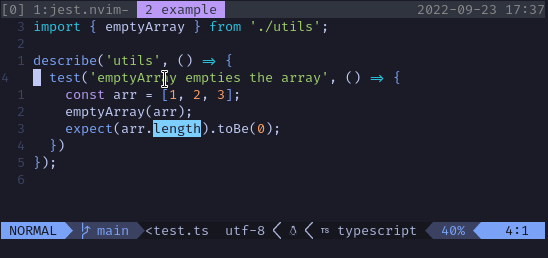 [0] 1:jest.nvim- 2 example 2022-09-23 17:37
3 import { emptyArray } from './utils';
2
1 describe('utils', () => {
4 test('emptyArray empties the array', () => {
1 const arr = [1, 2, 3];
2 emptyArray(arr);
3 expect(arr.length).toBe(0);
4 })
5 });
6
NORMAL main <test.ts utf-8 < < TS typescript 40% 4:1